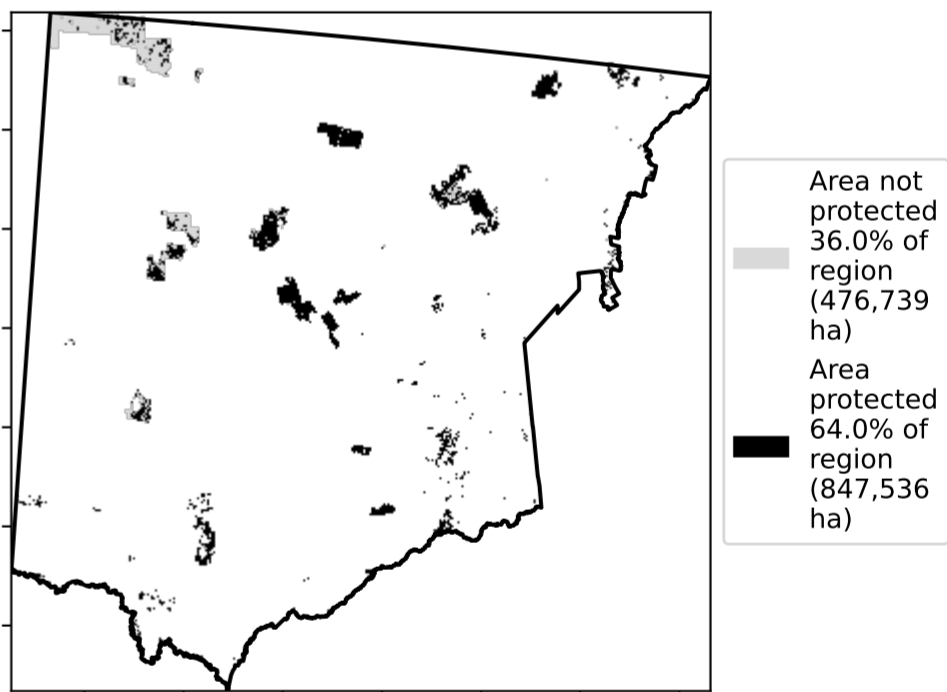 Area not
protected
36.0% of
region
(476,739
ha)
Area
protected
64.0% of
region
(847,536
ha)